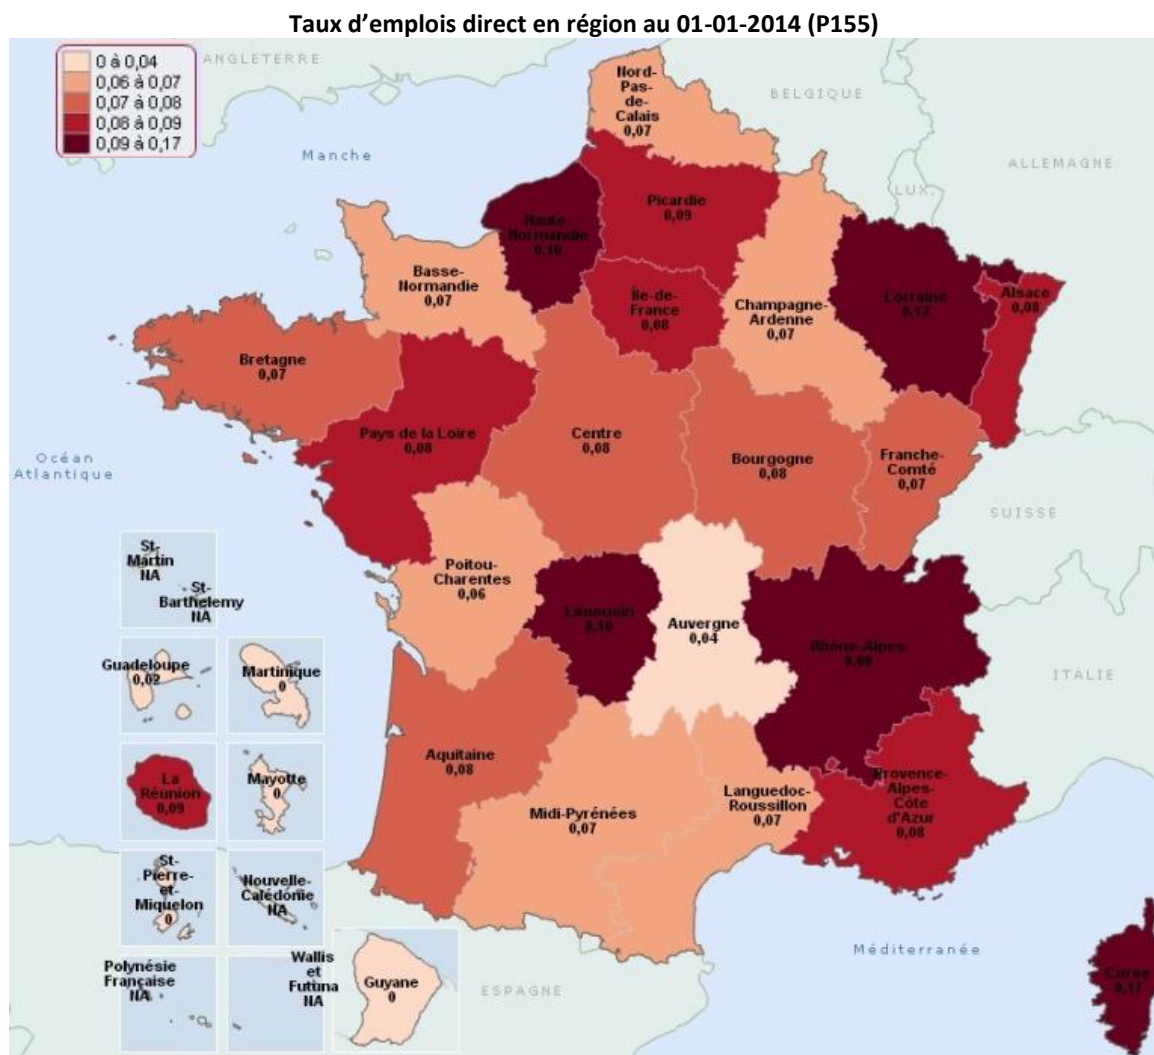 Taux d’emplois direct en région au 01-01-2014 (P155)
0 à 0,04
0,06 à 0,07
0,07 à 0,08
0,08 à 0,09
0,09 à 0,17
ANGLETERRE
Nord-
Pas-
de-
Calais
0,07
BELGIQUE
Manche
ALLEMAGNE
LUX.
Picardie
0,09
Haute-
Normandie
0,10
Basse-
Normandie
0,07
Île-de-
France
0,08
Champagne-
Ardenne
0,07
Lorraine
0,17
Alsace
0,08
Bretagne
0,07
Pays de la Loire
0,08
Centre
0,08
Bourgogne
0,08
Franche-
Comté
0,07
Océan
Atlantique
SUISSE
St-
Martin
NA
St-
Barthelemy
NA
Poitou-
Charentes
0,06
Limousin
0,10
Auvergne
0,04
Rhône-Alpes
0,09
Guadeloupe
0,02
Martinique
0
ITALIE
Aquitaine
0,08
La
Réunion
0,09
Mayotte
0
Midi-Pyrénées
0,07
Languedoc-
Roussillon
0,07
Provence-
Alpes-
Côte
d'Azur
0,08
St-
Pierre-
et-
Miquelon
0
Nouvelle-
Calédonie
NA
Méditerranée
Corse
0,17
Polynésie
Française
NA
Wallis
et
Futuna
NA
Guyane
0
ESPAGNE